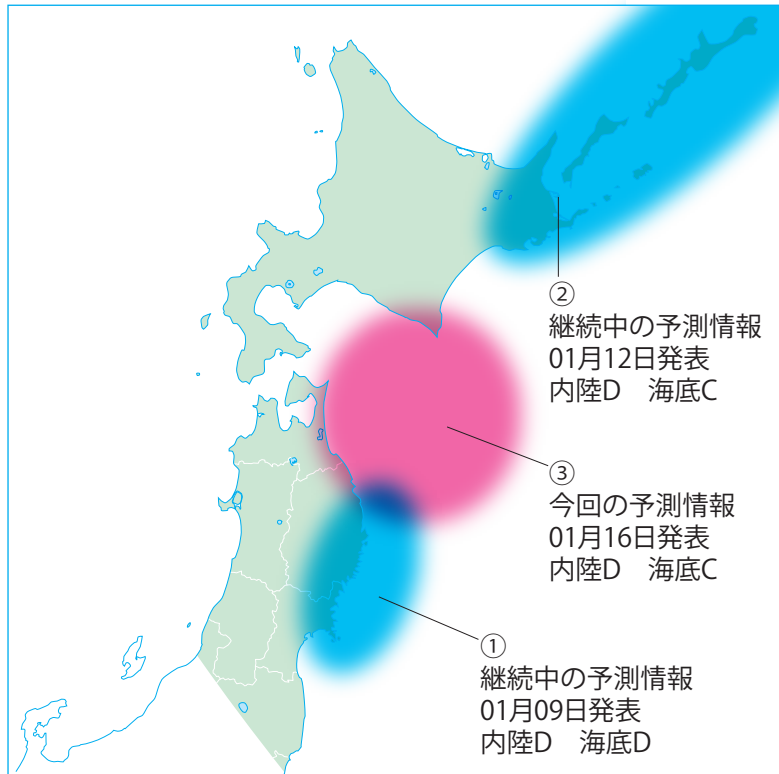 ②
継続中の予測情報
01月12日発表
内陸D　海底C
③
今回の予測情報
01月16日発表
内陸D　海底C
①
継続中の予測情報
01月09日発表
内陸D　海底D